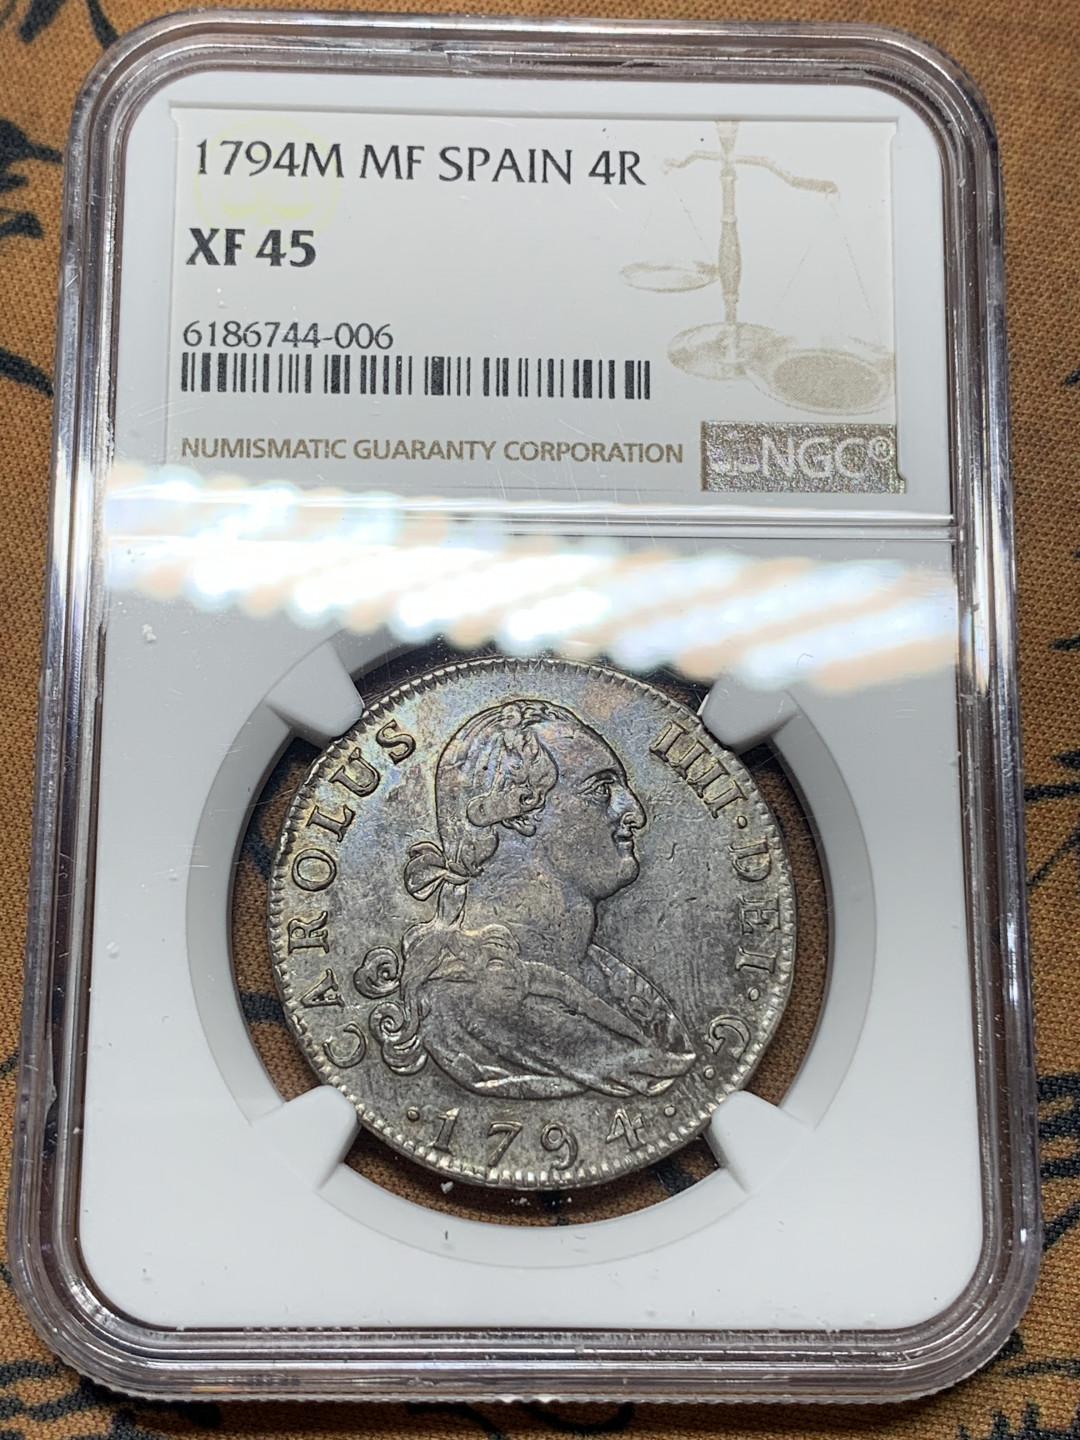 1794M MF SPAIN 4R
XF 45
6186744-006
NUMISMATIC GUARANTY CORPORATION
NGC®
CAROLUS IIII·DEI·G·
·1794·